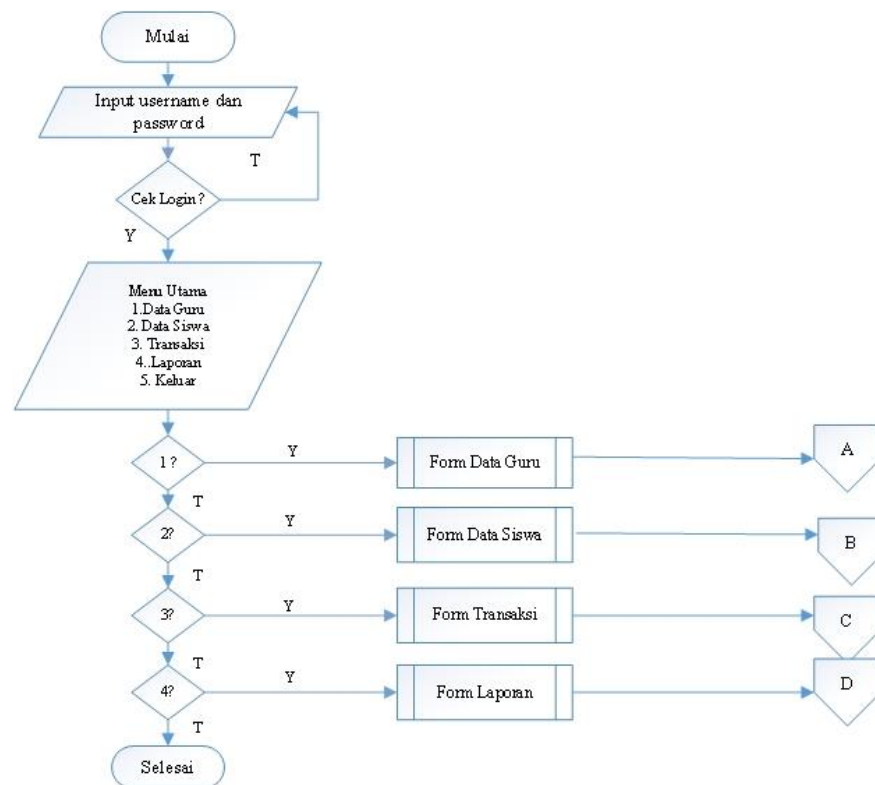 Mulai
Input username dan
password
T
Cek Login?
Y
Menu Utama
1.Data Guru
2. Data Siswa
3. Transaksi
4..Laporan
5. Keluar
1?
Y
Form Data Guru
A
T
2?
Y
Form Data Siswa
B
T
3?
Y
Form Transaksi
C
T
4?
Y
Form Laporan
D
T
Selesai